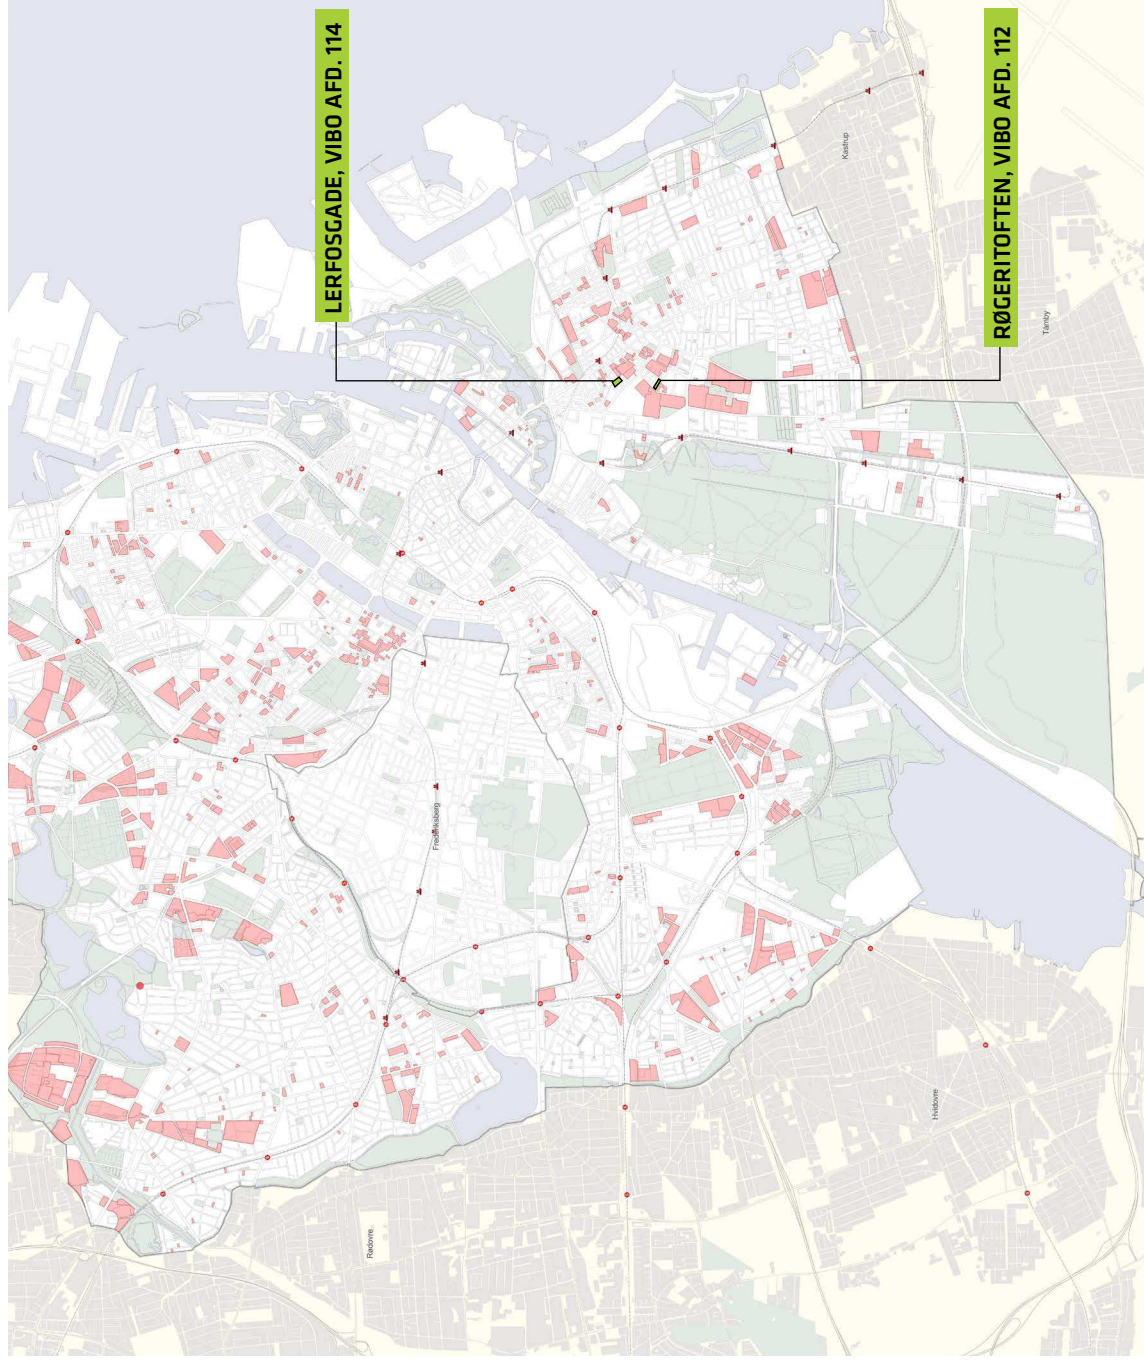 LERFOSGADE, VIBO AFD. 114
RØGERITOFTEN, VIBO AFD. 112
Kastrup
Tårnby
Frederiksberg
Rødovre
Hvidovre